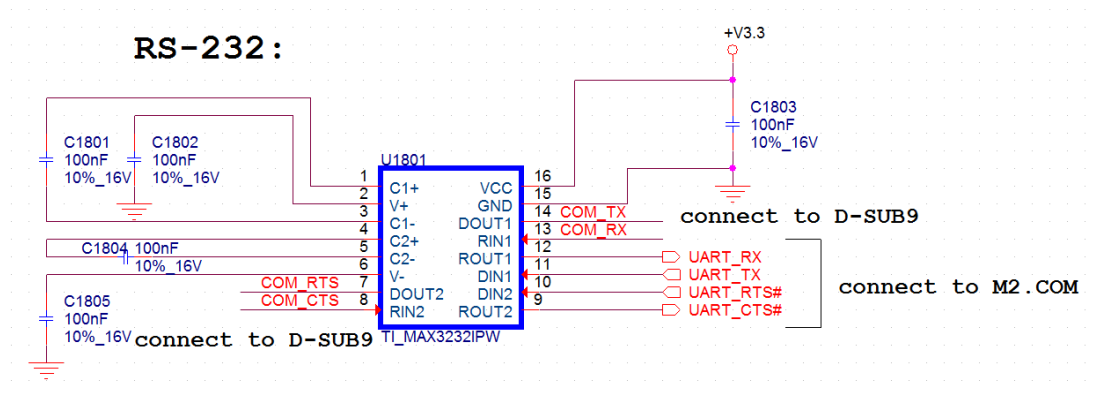 RS-232:
+V3.3
C1801
100nF
10%_16V
C1802
100nF
10%_16V
C1803
100nF
10%_16V
U1801
1 C1+ VCC 16
2 V+ GND 15
3 C1- DOUT1 14 COM_TX
connect to D-SUB9
4 C2+ RIN1 13 COM_RX
C1804 100nF
10%_16V
5 C2- ROUT1 12 UART_RX
6 V- DIN1 11 UART_TX
COM_RTS 7 DOUT2 DIN2 10 UART_RTS#
COM_CTS 8 RIN2 ROUT2 9 UART_CTS#
connect to M2.COM
C1805
100nF
10%_16V
connect to D-SUB9
TI_MAX3232IPW